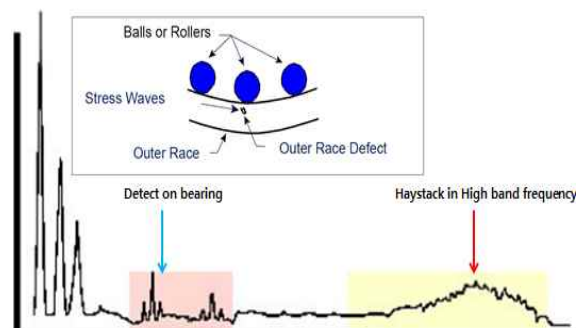 Balls or Rollers
Stress Waves
Outer Race
Outer Race Defect
Detect on bearing
Haystack in High band frequency